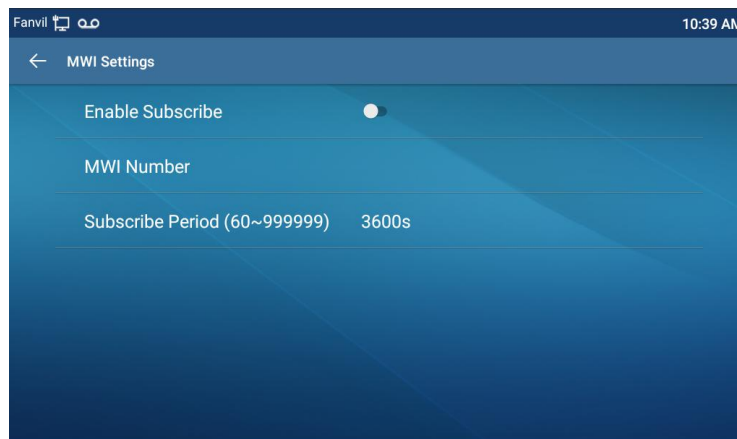 Fanvil 10:39 AM
MWI Settings
Enable Subscribe
MWI Number
Subscribe Period (60~999999) 3600s